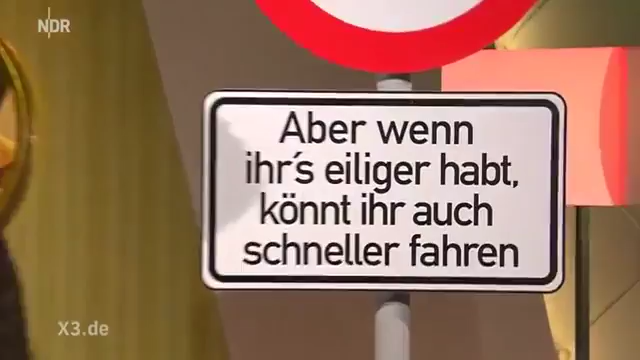 NDR
Aber wenn
ihr's eiliger habt,
könnt ihr auch
schneller fahren
X3.de